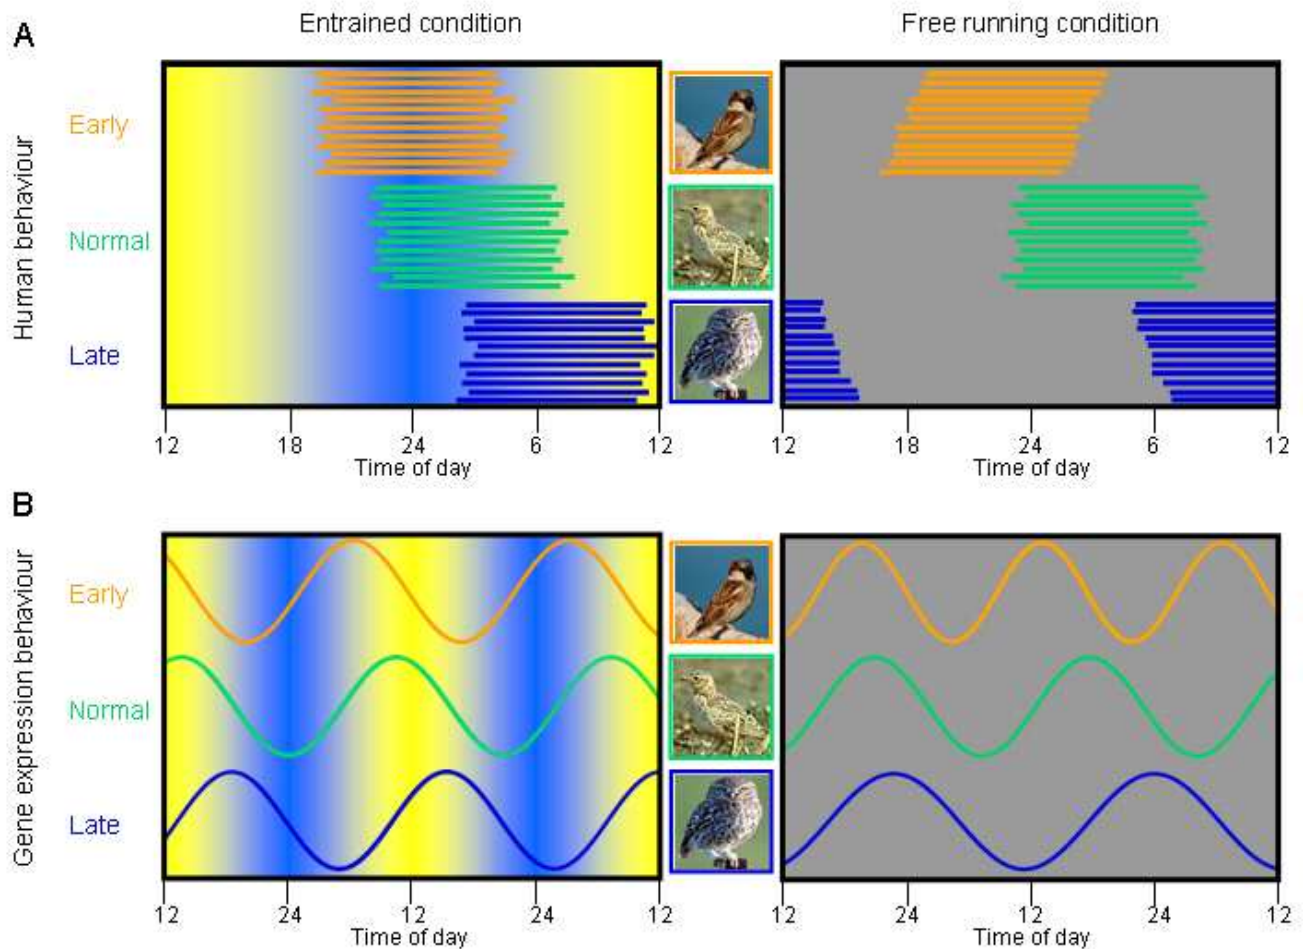 Entrained condition
Free running condition
A
Human behaviour
Early
Normal
Late
12 18 24 6 12
Time of day
12 18 24 6 12
Time of day
B
Gene expression behaviour
Early
Normal
Late
12 24 12 24 12
Time of day
12 24 12 24 12
Time of day